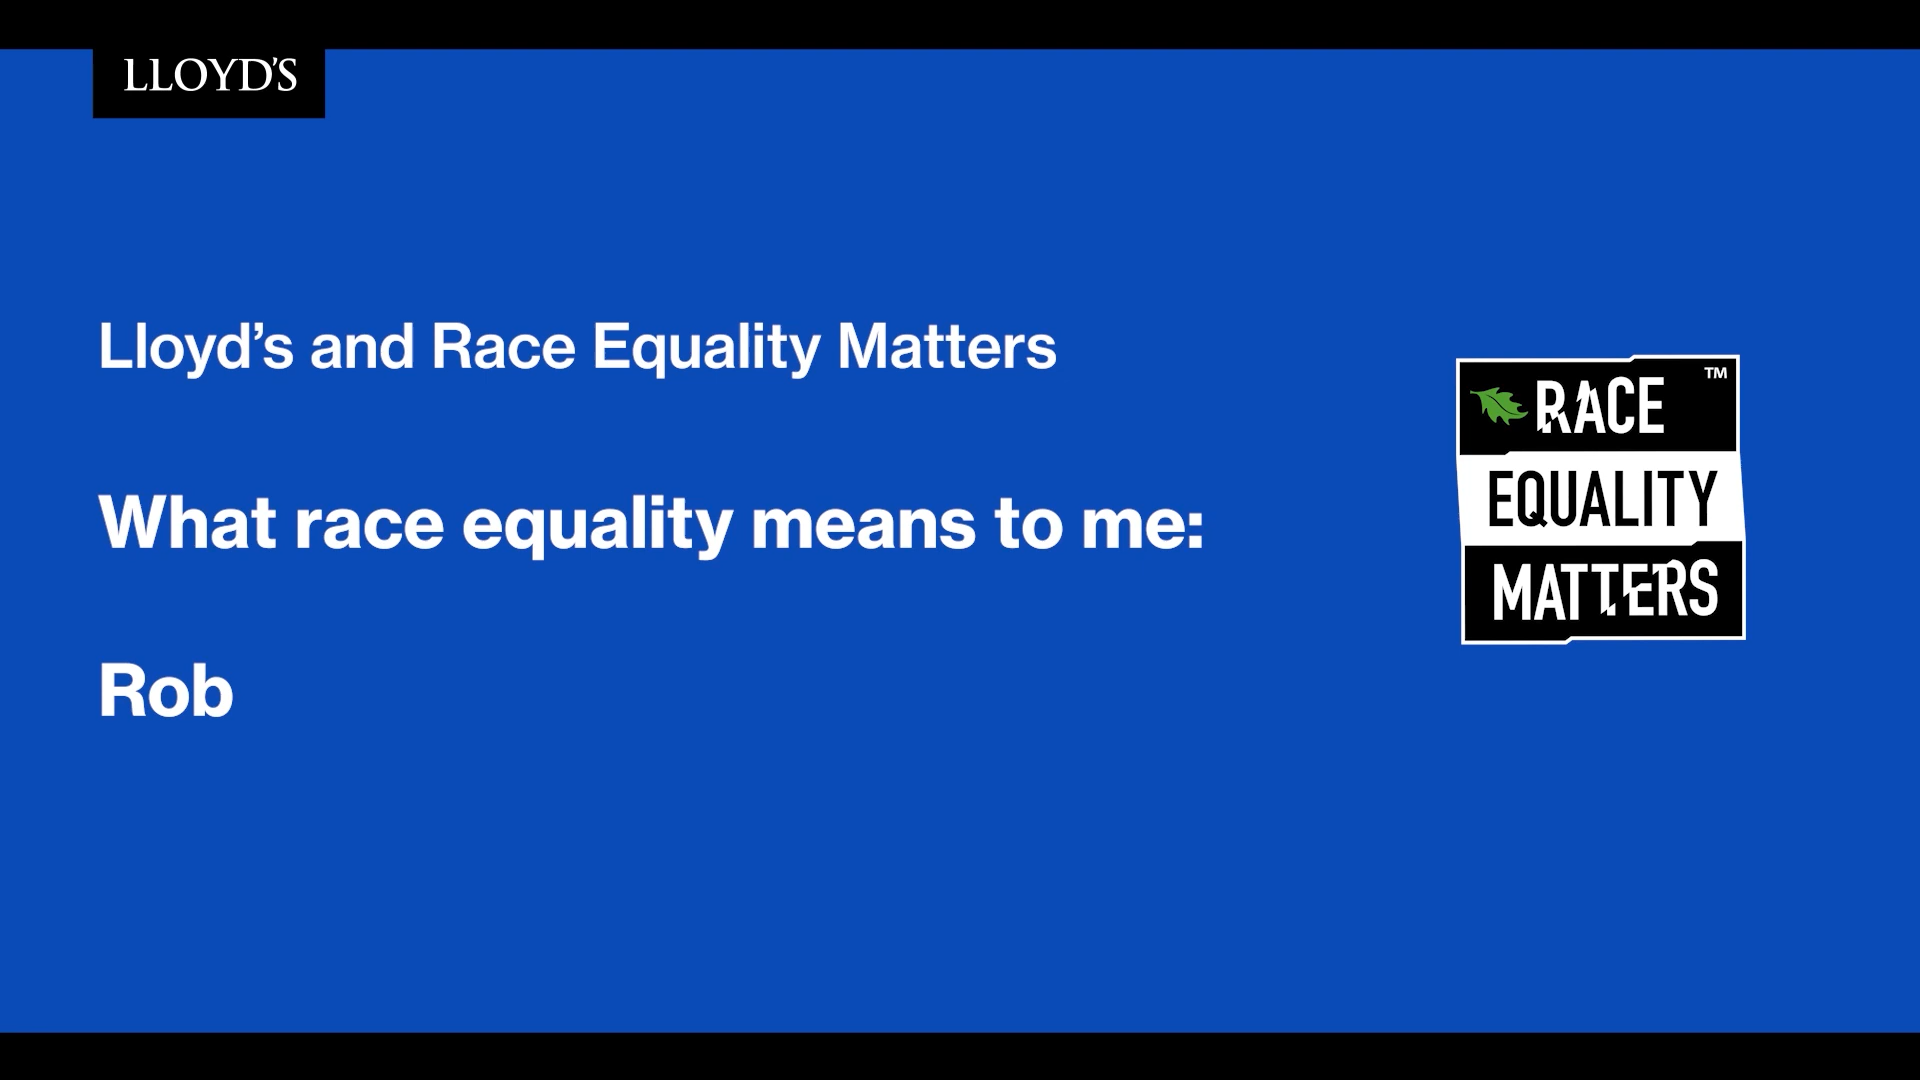 LLOYD'S
Lloyd’s and Race Equality Matters
What race equality means to me:
Rob
RACE
TM
EQUALITY
MATTERS